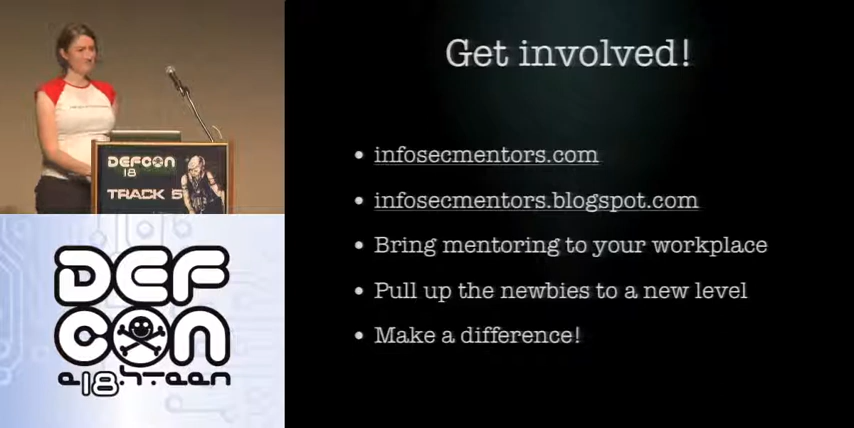 Get involved!
infosecmentors.com
infosecmentors.blogspot.com
Bring mentoring to your workplace
Pull up the newbies to a new level
Make a difference!
DEFCON
18
TRACK 5
DEF
CON